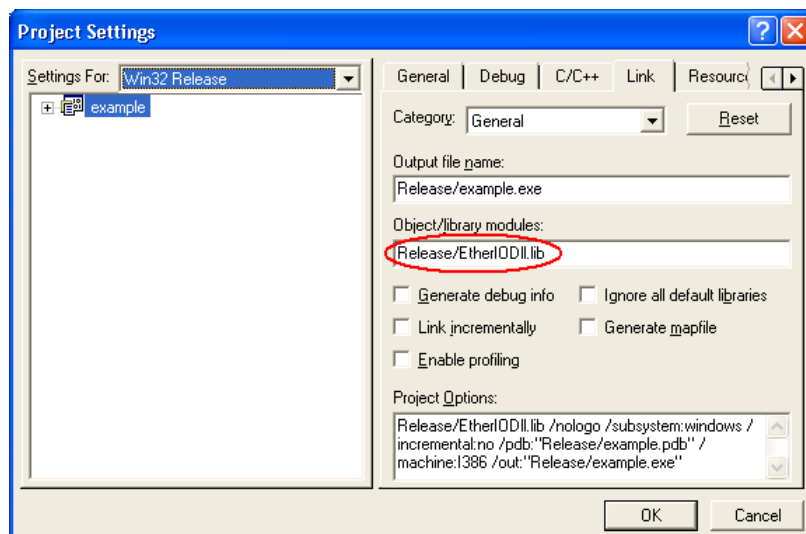 Project Settings
Settings For: Win32 Release
example
General Debug C/C++ Link Resourc
Category: General Reset
Output file name:
Release/example.exe
Object/library modules:
Release/EtherIODll.lib
Generate debug info Ignore all default libraries
Link incrementally Generate mapfile
Enable profiling
Project Options:
Release/EtherIODll.lib /nologo /subsystem:windows /
incremental:no /pdb:"Release/example.pdb" /
machine:I386 /out:"Release/example.exe"
OK Cancel